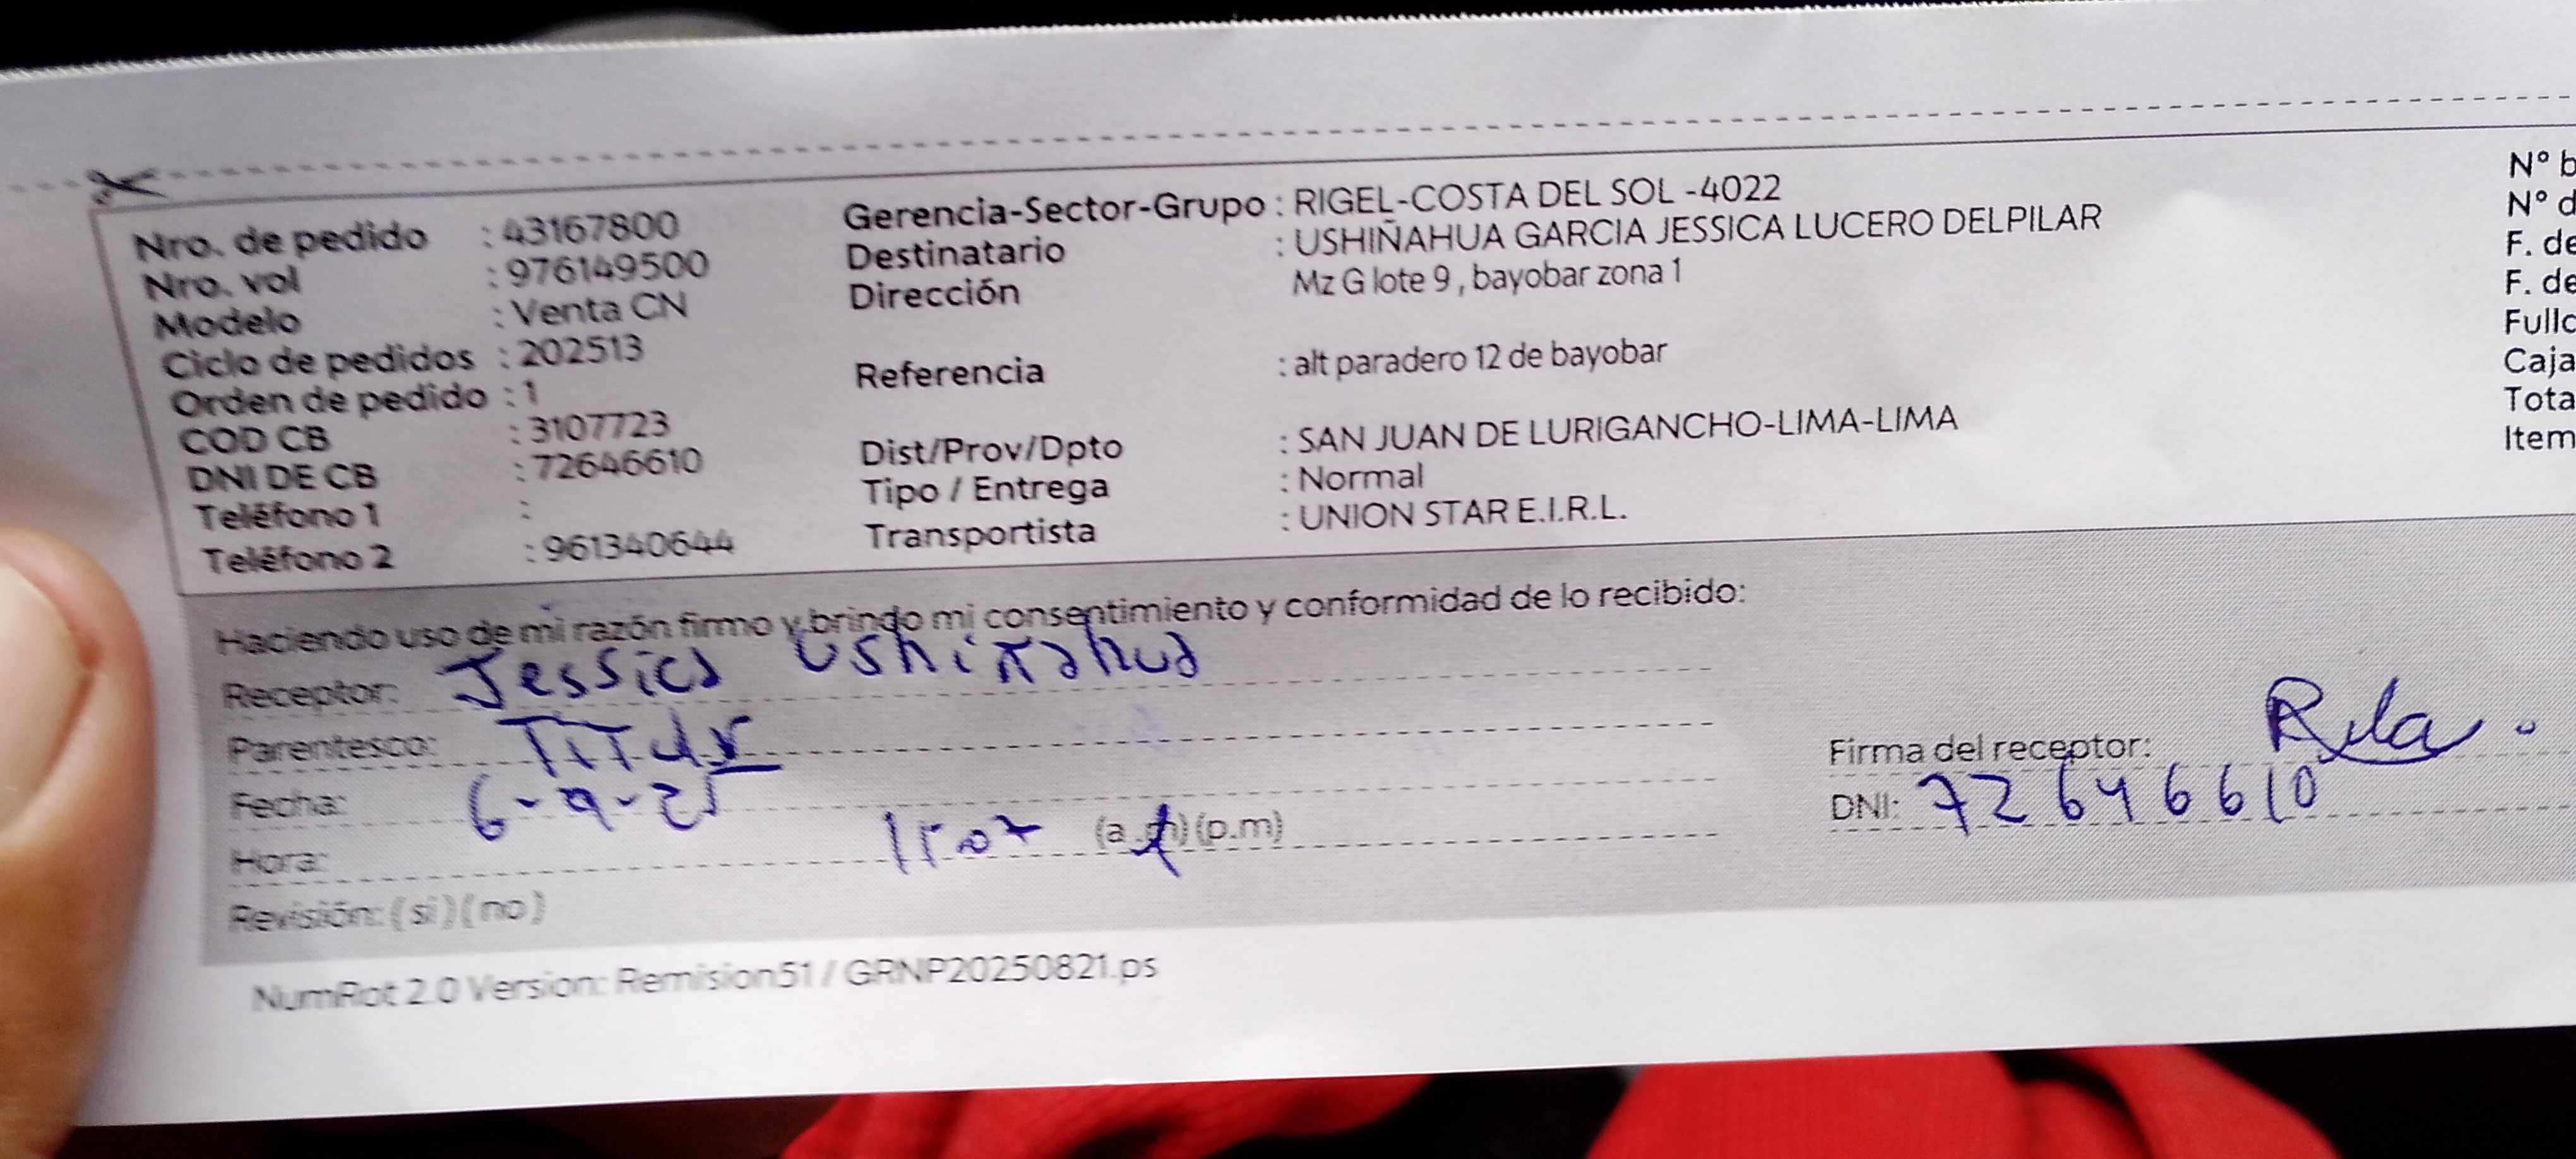 Nro. de pedido : 43167800
Nro. vol : 976149500
Modelo : Venta CN
Ciclo de pedidos : 202513
Orden de pedido : 1
COD CB : 3107723
DNI DE CB : 72646610
Teléfono 1 :
Teléfono 2 : 961340644
Gerencia-Sector-Grupo : RIGEL-COSTA DEL SOL -4022
Destinatario : USHIÑAHUA GARCIA JESSICA LUCERO DELPILAR
Dirección Mz G lote 9 , bayobar zona 1
Referencia : alt paradero 12 de bayobar
Dist/Prov/Dpto : SAN JUAN DE LURIGANCHO-LIMA-LIMA
Tipo / Entrega : Normal
Transportista : UNION STAR E.I.R.L.
N° b
N° d
F. de
F. de
Fullc
Caja
Tota
Item
Haciendo uso de mi razón firmo y brindo mi consentimiento y conformidad de lo recibido:
Receptor: Jessica Ushiñahua
Parentesco:
Fecha: 6-9-25
Hora: (a.m)(p.m)
Revisión: (si)(no)
Firma del receptor:
DNI: 72646610
NumRot 2.0 Version: Remision51 / GRNP20250821.ps